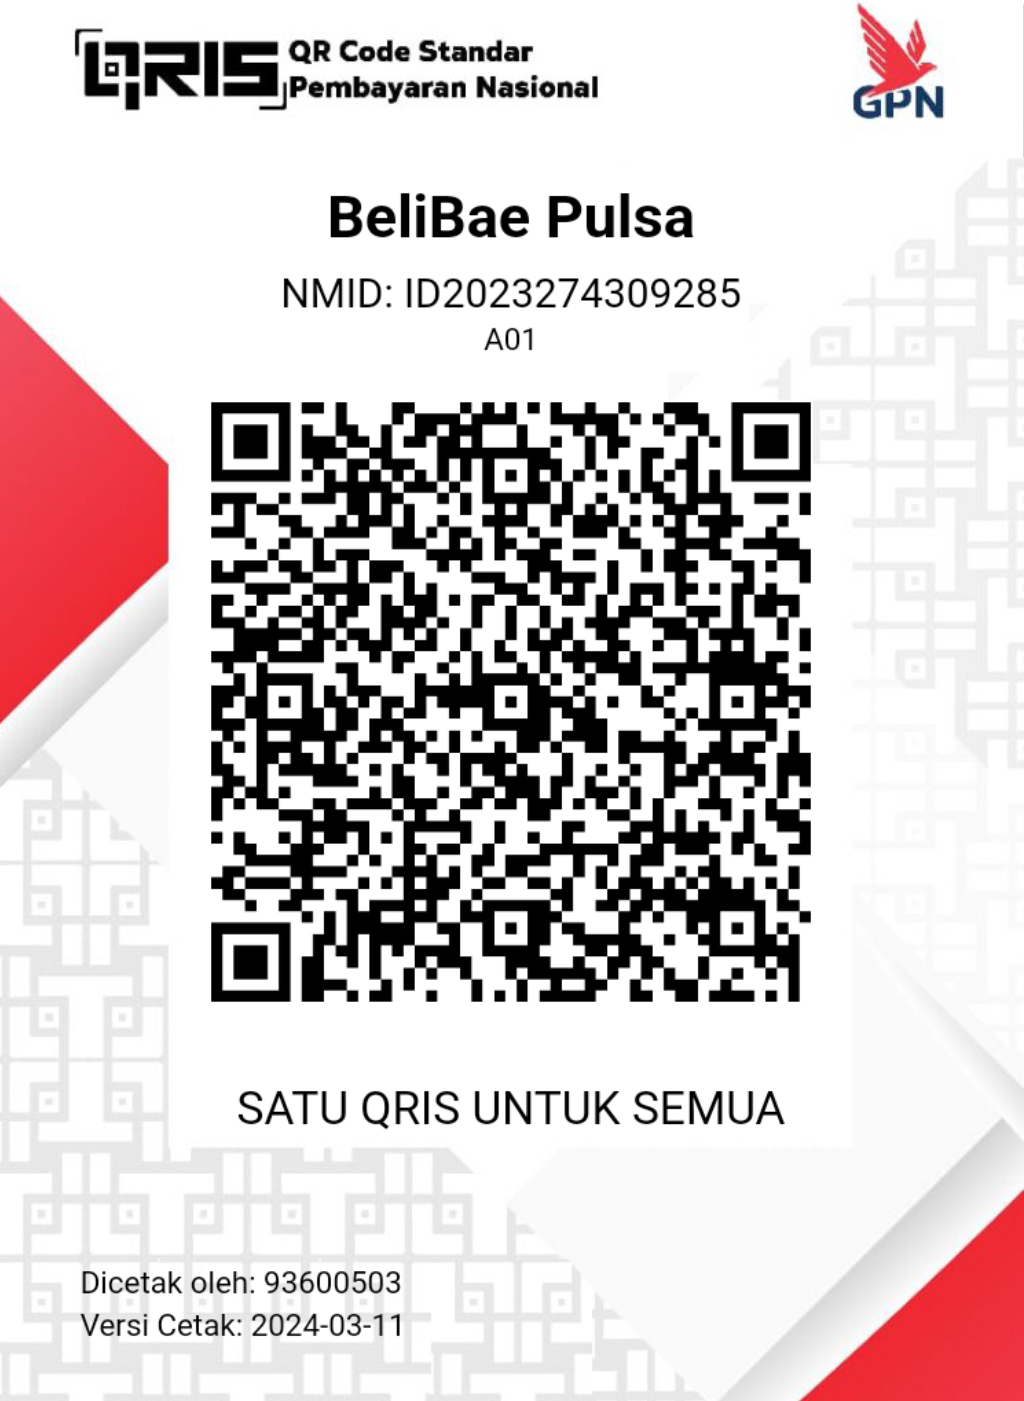 QRIS
QR Code Standar
Pembayaran Nasional
GPN
BeliBae Pulsa
NMID: ID2023274309285
A01
SATU QRIS UNTUK SEMUA
Dicetak oleh: 93600503
Versi Cetak: 2024-03-11